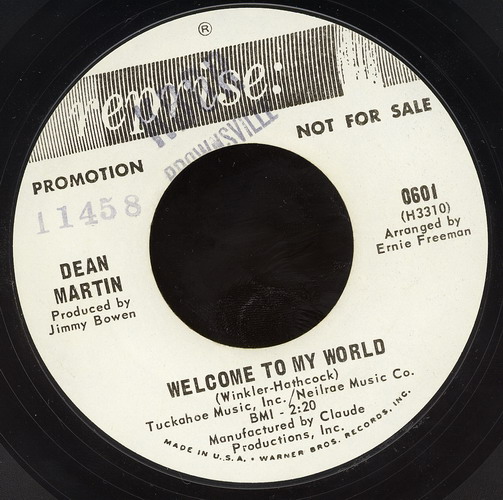 ®
reprise:
BROWNSVILLE
PROMOTION
NOT FOR SALE
11458
0601
(H3310)
Arranged by
Ernie Freeman
DEAN
MARTIN
Produced by
Jimmy Bowen
WELCOME TO MY WORLD
(Winkler-Hathcock)
Tuckahoe Music, Inc./Neilrae Music Co.
BMI - 2:20
Manufactured by Claude
Productions, Inc.
MADE IN U.S.A. • WARNER BROS. RECORDS, INC.